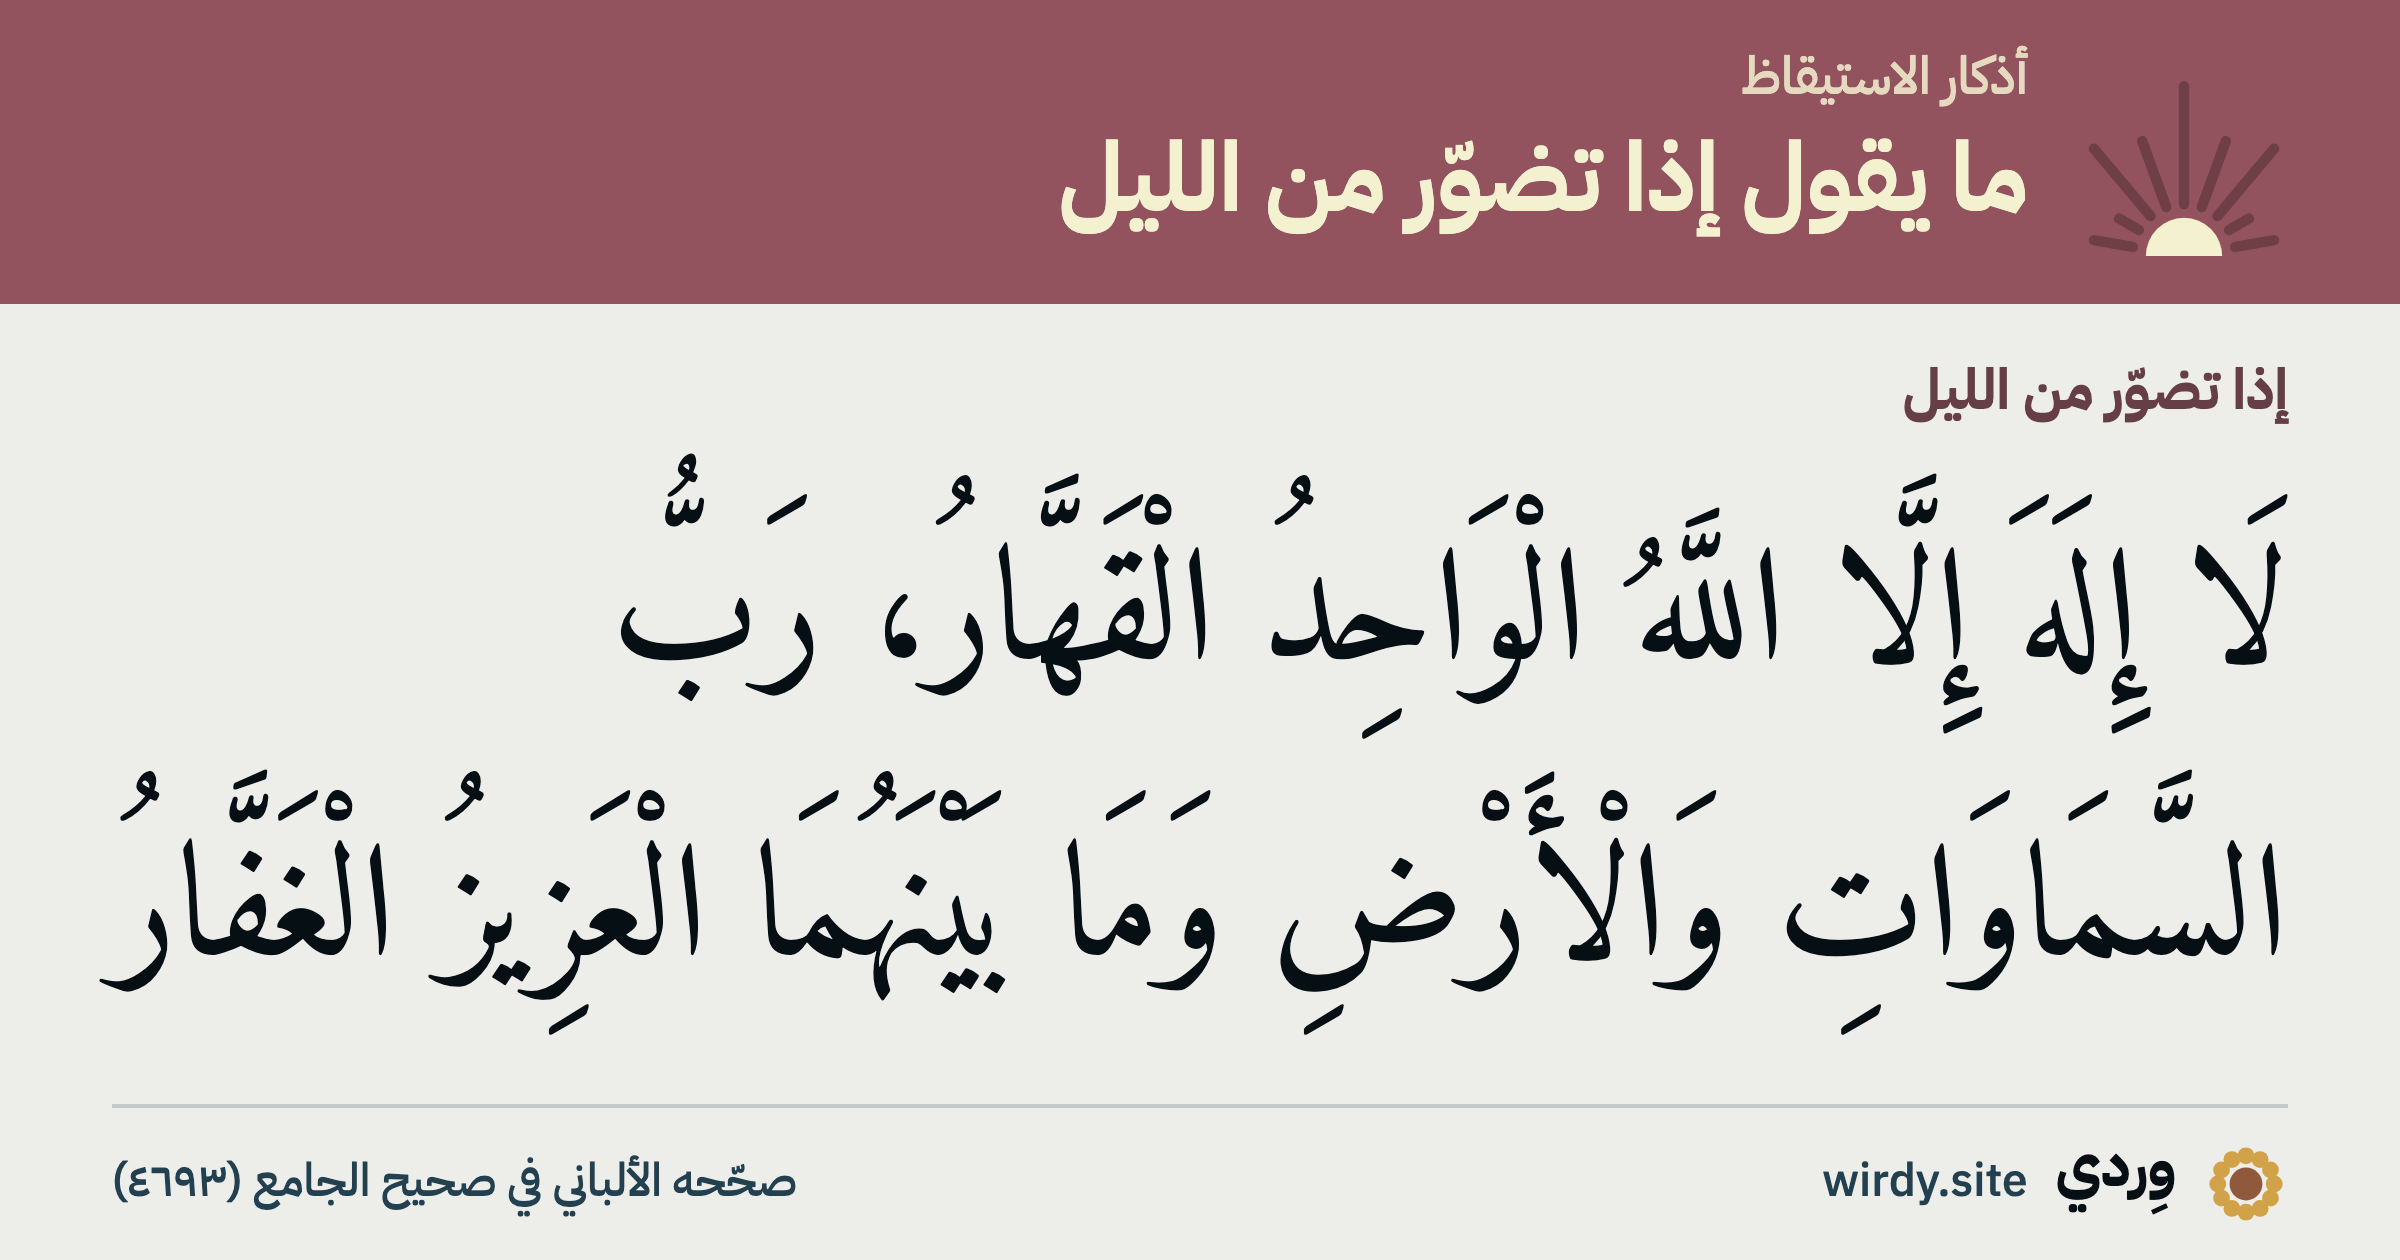 أذكار الاستيقاظ
ما يقول إذا تضوّر من الليل
إذا تضوّر من الليل
لَا إِلَهَ إِلَّا اللَّهُ الْوَاحِدُ الْقَهَّارُ، رَبُّ
السَّمَاوَاتِ وَالْأَرْضِ وَمَا بَيْنَهُمَا الْعَزِيزُ الْغَفَّارُ
وِردي wirdy.site
صحّحه الألباني في صحيح الجامع (٤٦٩٣)